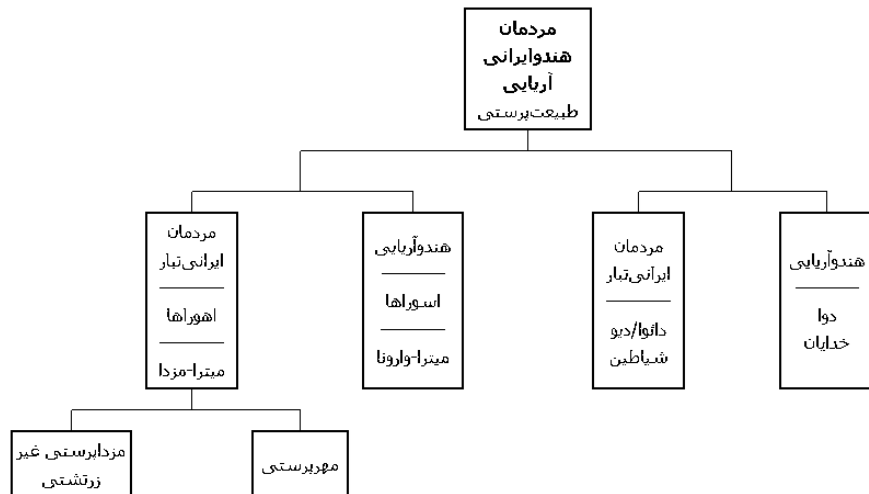 مردمان
هندوایرانی
آریایی
طبیعت‌پرستی
هندوآریایی
دوا
خدایان
مردمان
ایرانی‌تبار
دائوا/دیو
شیاطین
هندوآریایی
اسوراها
میترا-وارونا
مردمان
ایرانی‌تبار
اهوراها
میترا-مزدا
مهرپرستی
مزداپرستی غیر
زرتشتی